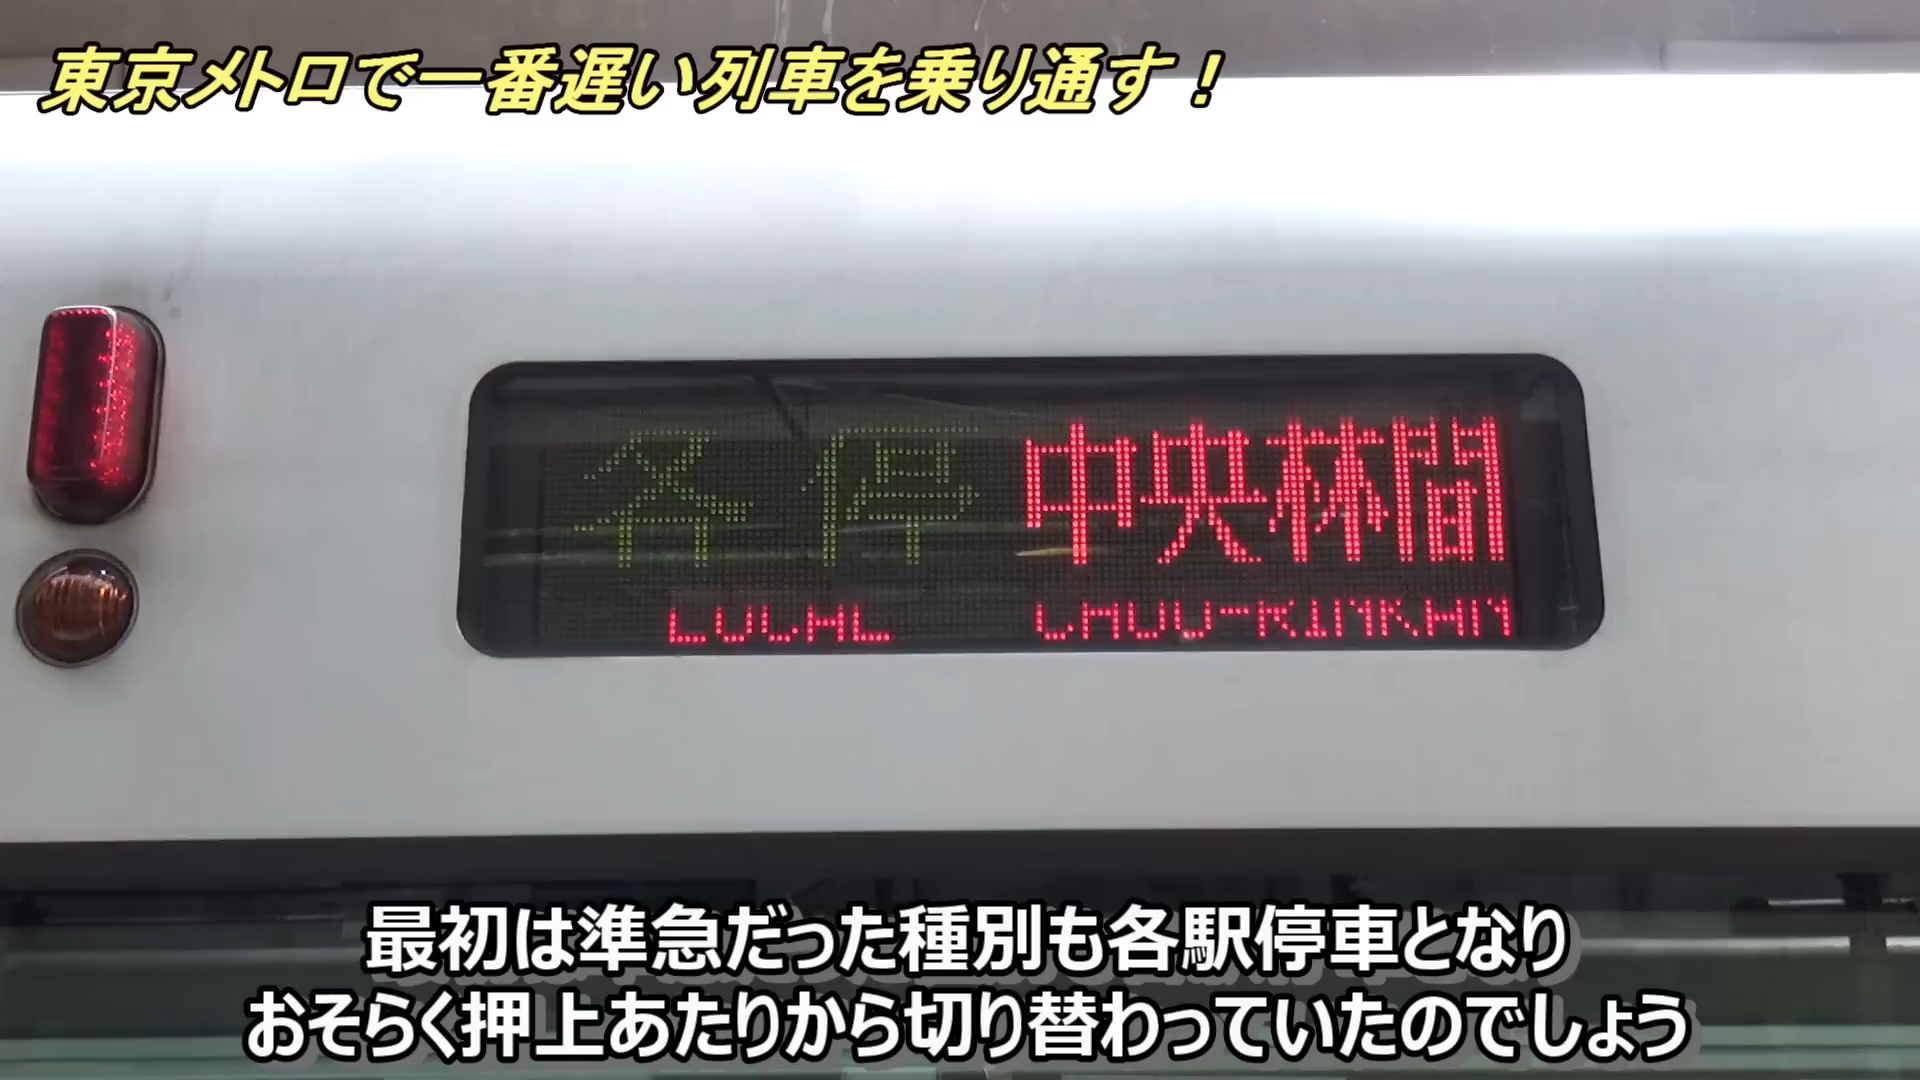 東京メトロで一番遅い列車を乗り通す！
各停 中央林間
LOCAL CHUO-RINKAN
最初は準急だった種別も各駅停車となり
おそらく押上あたりから切り替わっていたのでしょう